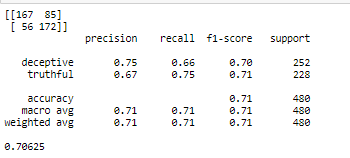 [[167 85]
[ 56 172]]
precision recall f1-score support
deceptive 0.75 0.66 0.70 252
truthful 0.67 0.75 0.71 228
accuracy 0.71 480
macro avg 0.71 0.71 0.71 480
weighted avg 0.71 0.71 0.71 480
0.70625